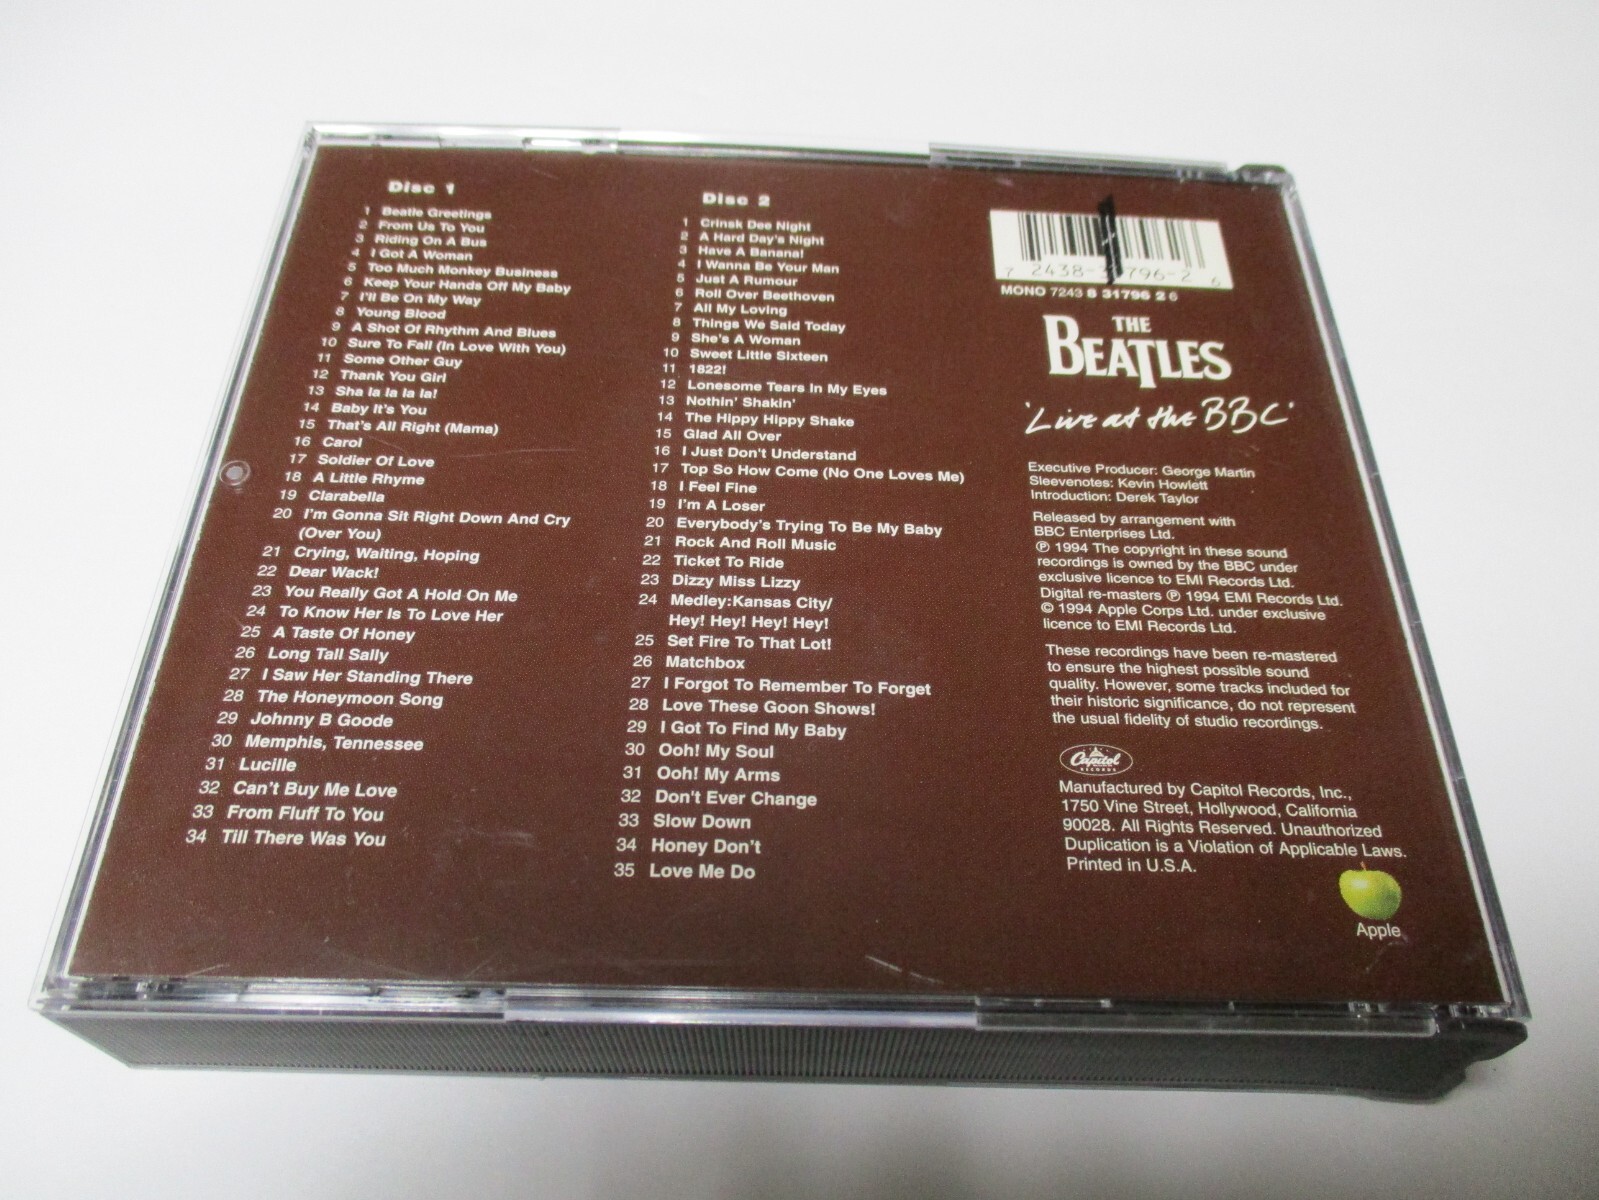 Disc 1
1 Beatle Greetings
2 From Us To You
3 Riding On A Bus
4 I Got A Woman
5 Too Much Monkey Business
6 Keep Your Hands Off My Baby
7 I'll Be On My Way
8 Young Blood
9 A Shot Of Rhythm And Blues
10 Sure To Fall (In Love With You)
11 Some Other Guy
12 Thank You Girl
13 Sha la la la la!
14 Baby It's You
15 That's All Right (Mama)
16 Carol
17 Soldier Of Love
18 A Little Rhyme
19 Clarabella
20 I'm Gonna Sit Right Down And Cry
(Over You)
21 Crying, Waiting, Hoping
22 Dear Wack!
23 You Really Got A Hold On Me
24 To Know Her Is To Love Her
25 A Taste Of Honey
26 Long Tall Sally
27 I Saw Her Standing There
28 The Honeymoon Song
29 Johnny B Goode
30 Memphis, Tennessee
31 Lucille
32 Can't Buy Me Love
33 From Fluff To You
34 Till There Was You
Disc 2
1 Crinsk Dee Night
2 A Hard Day's Night
3 Have A Banana!
4 I Wanna Be Your Man
5 Just A Rumour
6 Roll Over Beethoven
7 All My Loving
8 Things We Said Today
9 She's A Woman
10 Sweet Little Sixteen
11 1822!
12 Lonesome Tears In My Eyes
13 Nothin' Shakin'
14 The Hippy Hippy Shake
15 Glad All Over
16 I Just Don't Understand
17 Top So How Come (No One Loves Me)
18 I Feel Fine
19 I'm A Loser
20 Everybody's Trying To Be My Baby
21 Rock And Roll Music
22 Ticket To Ride
23 Dizzy Miss Lizzy
24 Medley:Kansas City/
Hey! Hey! Hey! Hey!
25 Set Fire To That Lot!
26 Matchbox
27 I Forgot To Remember To Forget
28 Love These Goon Shows!
29 I Got To Find My Baby
30 Ooh! My Soul
31 Ooh! My Arms
32 Don't Ever Change
33 Slow Down
34 Honey Don't
35 Love Me Do
MONO 7243 8 31796 2 6
THE
BEATLES
'Live at the BBC'
Executive Producer: George Martin
Sleevenotes: Kevin Howlett
Introduction: Derek Taylor
Released by arrangement with
BBC Enterprises Ltd.
℗ 1994 The copyright in these sound
recordings is owned by the BBC under
exclusive licence to EMI Records Ltd.
Digital re-masters ℗ 1994 EMI Records Ltd.
© 1994 Apple Corps Ltd. under exclusive
licence to EMI Records Ltd.
These recordings have been re-mastered
to ensure the highest possible sound
quality. However, some tracks included for
their historic significance, do not represent
the usual fidelity of studio recordings.
Capitol
RECORDS
Manufactured by Capitol Records, Inc.,
1750 Vine Street, Hollywood, California
90028. All Rights Reserved. Unauthorized
Duplication is a Violation of Applicable Laws.
Printed in U.S.A.
Apple